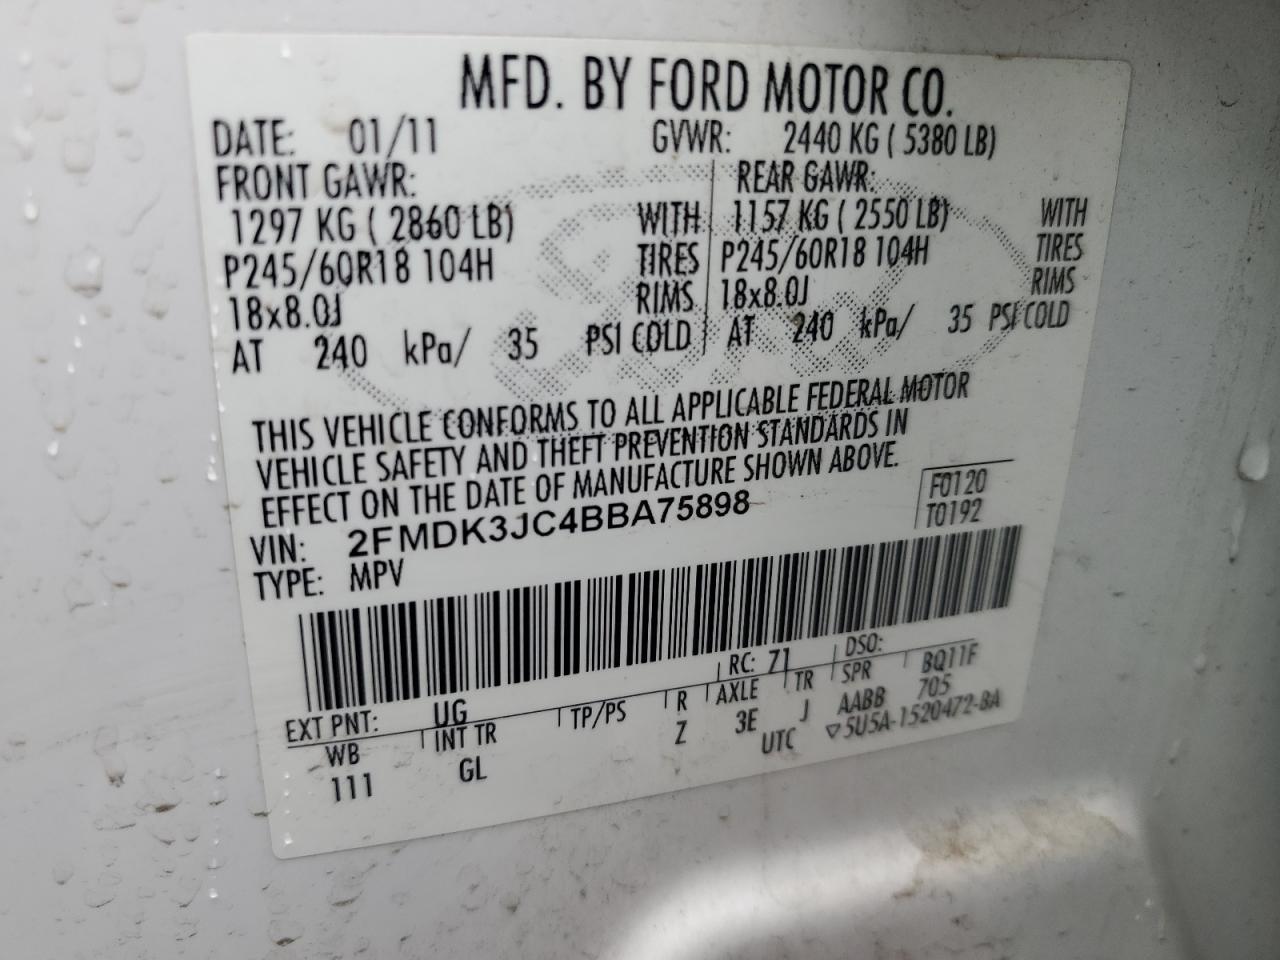 MFD. BY FORD MOTOR CO.
DATE: 01/11 GVWR: 2440 KG ( 5380 LB)
FRONT GAWR: REAR GAWR:
1297 KG ( 2860 LB) WITH 1157 KG ( 2550 LB) WITH
P245/60R18 104H TIRES P245/60R18 104H TIRES
18x8.0J RIMS 18x8.0J RIMS
AT 240 kPa/ 35 PSI COLD AT 240 kPa/ 35 PSI COLD
THIS VEHICLE CONFORMS TO ALL APPLICABLE FEDERAL MOTOR
VEHICLE SAFETY AND THEFT PREVENTION STANDARDS IN
EFFECT ON THE DATE OF MANUFACTURE SHOWN ABOVE.
VIN: 2FMDK3JC4BBA75898 F0120
TYPE: MPV T0192
EXT PNT: UG RC: 71 DSO:
WB INT TR TP/PS R AXLE TR SPR BQ11F
111 GL Z 3E J AABB 705
UTC ▽5U5A-1520472-BA